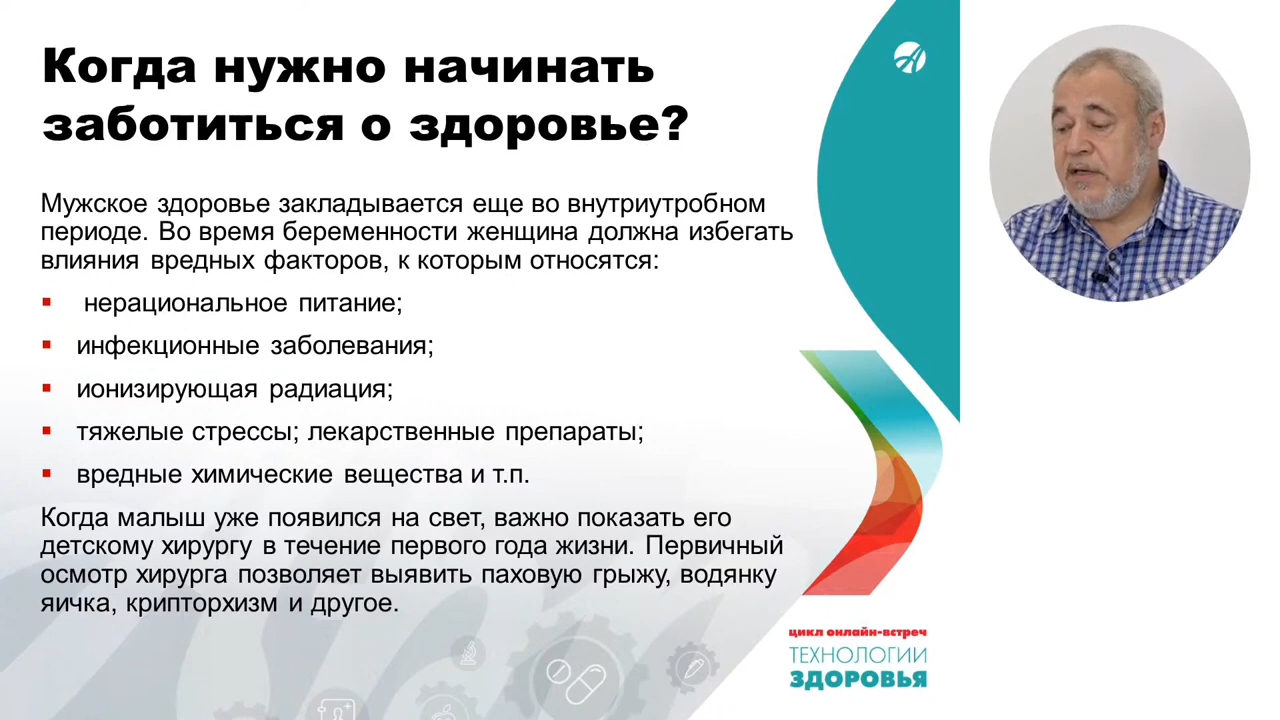 Когда нужно начинать
заботиться о здоровье?
Мужское здоровье закладывается еще во внутриутробном
периоде. Во время беременности женщина должна избегать
влияния вредных факторов, к которым относятся:
▪ нерациональное питание;
▪ инфекционные заболевания;
▪ ионизирующая радиация;
▪ тяжелые стрессы; лекарственные препараты;
▪ вредные химические вещества и т.п.
Когда малыш уже появился на свет, важно показать его
детскому хирургу в течение первого года жизни. Первичный
осмотр хирурга позволяет выявить паховую грыжу, водянку
яичка, крипторхизм и другое.
цикл онлайн-встреч
ТЕХНОЛОГИИ
ЗДОРОВЬЯ